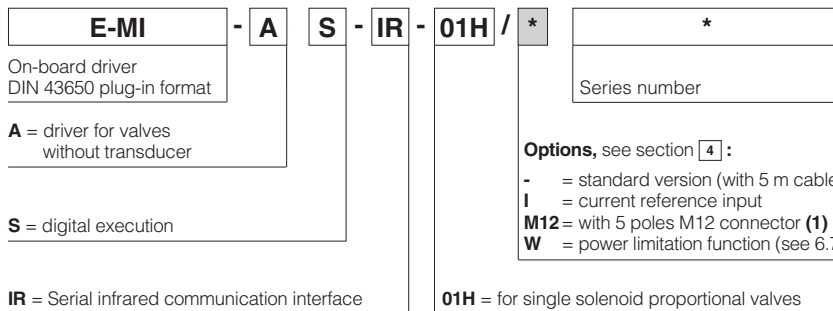 E-MI - A S - IR - 01H / * *
On-board driver
DIN 43650 plug-in format
Series number
A = driver for valves
without transducer
Options, see section 4 :
- = standard version (with 5 m cable
I = current reference input
M12 = with 5 poles M12 connector (1)
W = power limitation function (see 6.7
S = digital execution
IR = Serial infrared communication interface
01H = for single solenoid proportional valves